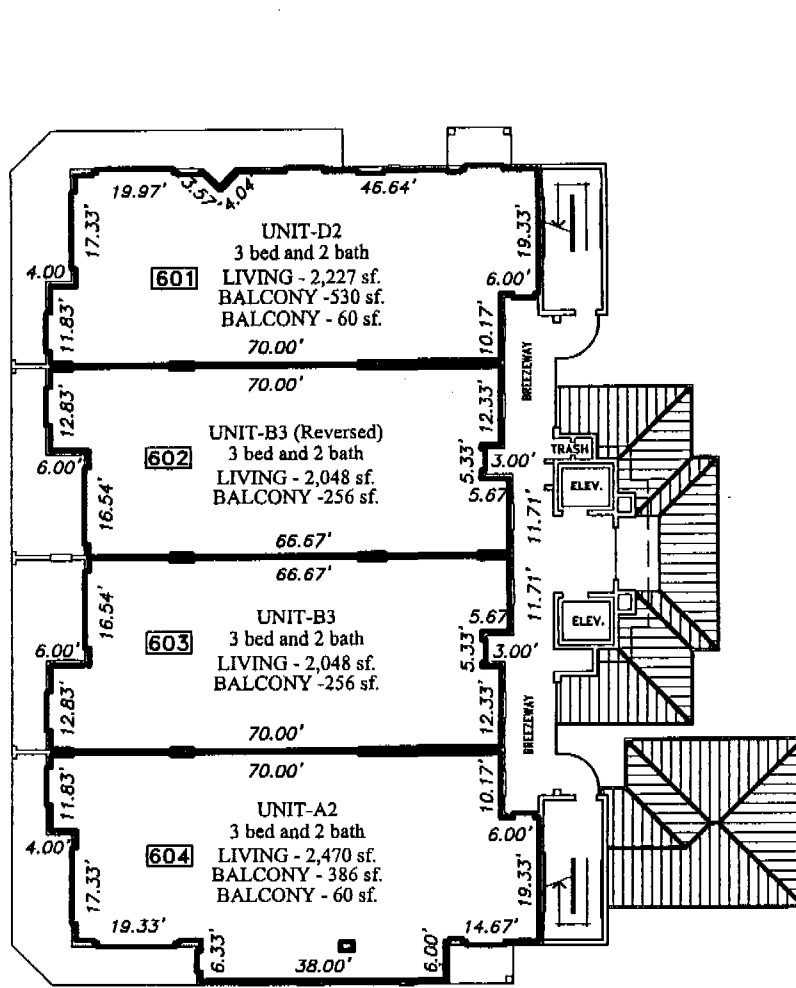 19.97'
3.57'
4.04
46.64'
17.33'
19.33'
UNIT-D2
3 bed and 2 bath
4.00'
601
LIVING - 2,227 sf.
6.00'
BALCONY -530 sf.
BALCONY - 60 sf.
11.83'
10.17'
70.00'
BREEZEWAY
70.00'
12.83'
12.33'
UNIT-B3 (Reversed)
3 bed and 2 bath
TRASH
602
6.00'
5.33'
3.00'
LIVING - 2,048 sf.
BALCONY -256 sf.
ELEV.
5.67
16.54'
11.71'
66.67'
66.67'
16.54'
11.71'
UNIT-B3
5.67
3 bed and 2 bath
ELEV.
603
6.00'
5.33'
3.00'
LIVING - 2,048 sf.
BALCONY -256 sf.
12.83'
12.33'
BREEZEWAY
70.00'
70.00'
11.83'
10.17'
UNIT-A2
3 bed and 2 bath
6.00'
4.00'
604
LIVING - 2,470 sf.
BALCONY - 386 sf.
BALCONY - 60 sf.
17.33'
19.33'
19.33'
14.67'
6.33'
38.00'
6.00'